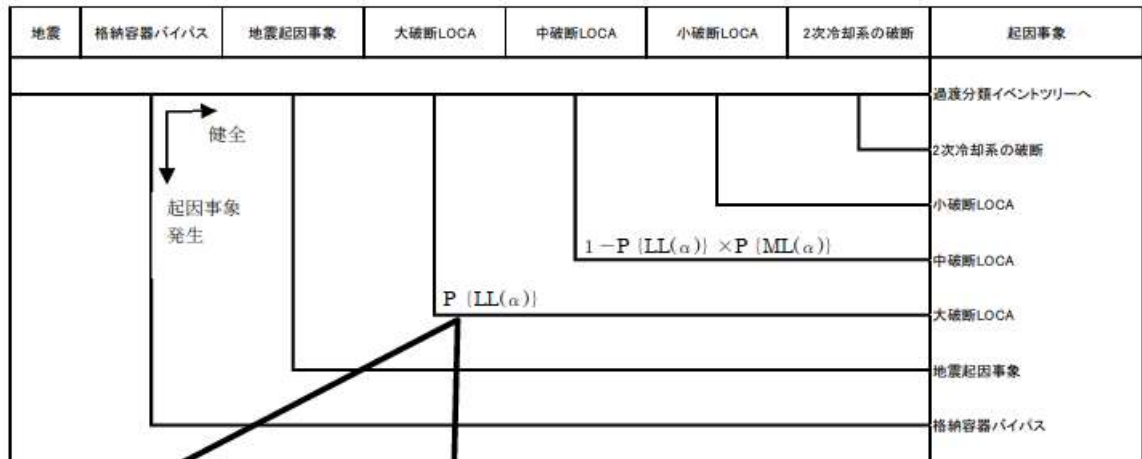 地震 格納容器バイパス 地震起因事象 大破断LOCA 中破断LOCA 小破断LOCA 2次冷却系の破断 起因事象
過渡分類イベントツリーへ
健全
2次冷却系の破断
起因事象
発生
小破断LOCA
1－P {LL(α)} ×P {ML(α)}
中破断LOCA
P {LL(α)}
大破断LOCA
地震起因事象
格納容器バイパス